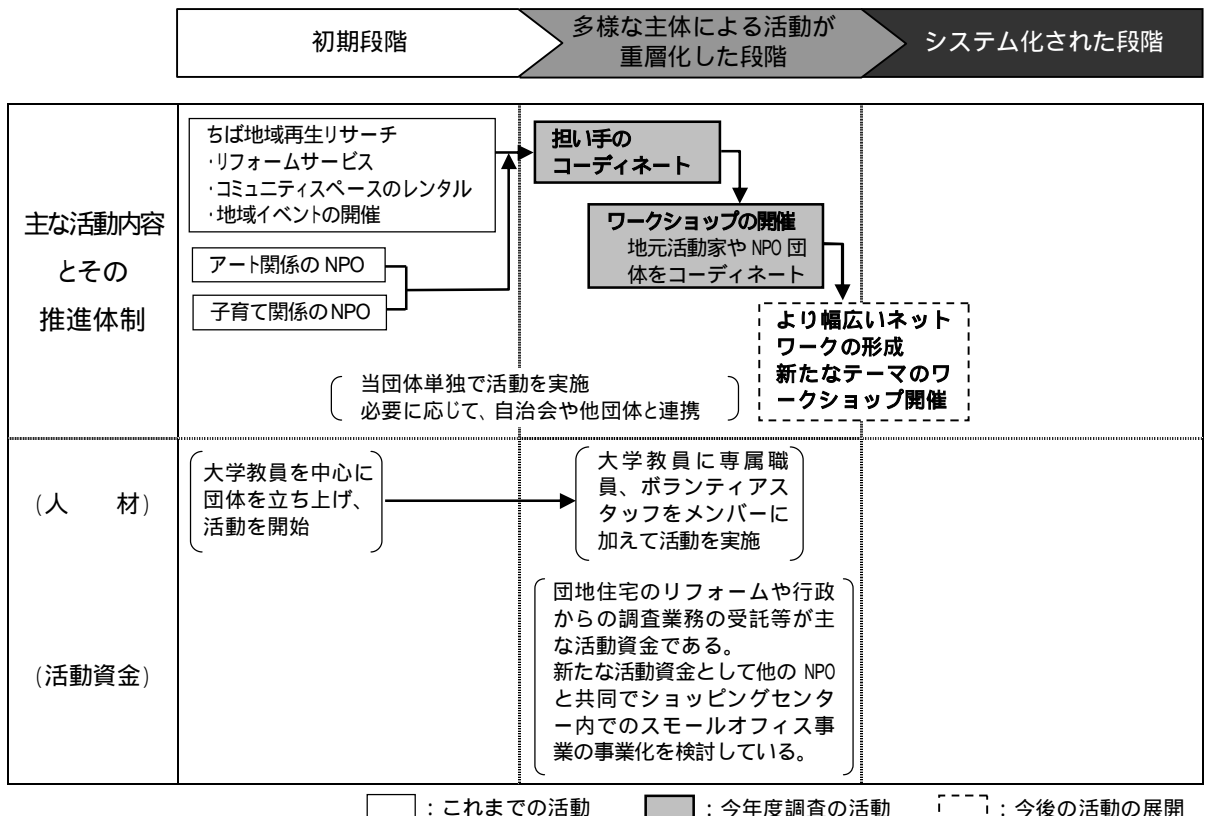 初期段階
多様な主体による活動が
重層化した段階
システム化された段階
主な活動内容
とその
推進体制
ちば地域再生リサーチ
・リフォームサービス
・コミュニティスペースのレンタル
・地域イベントの開催
アート関係の NPO
子育て関係のNPO
担い手の
コーディネート
ワークショップの開催
地元活動家や NPO 団
体をコーディネート
より幅広いネット
ワークの形成
新たなテーマのワ
ークショップ開催
当団体単独で活動を実施
必要に応じて、自治会や他団体と連携
(人　　材)
大学教員を中心に
団体を立ち上げ、
活動を開始
大学教員に専属職
員、ボランティアス
タッフをメンバーに
加えて活動を実施
(活動資金)
団地住宅のリフォームや行政
からの調査業務の受託等が主
な活動資金である。
新たな活動資金として他の NPO
と共同でショッピングセンタ
ー内でのスモールオフィス事
業の事業化を検討している。
：これまでの活動　：今年度調査の活動　：今後の活動の展開